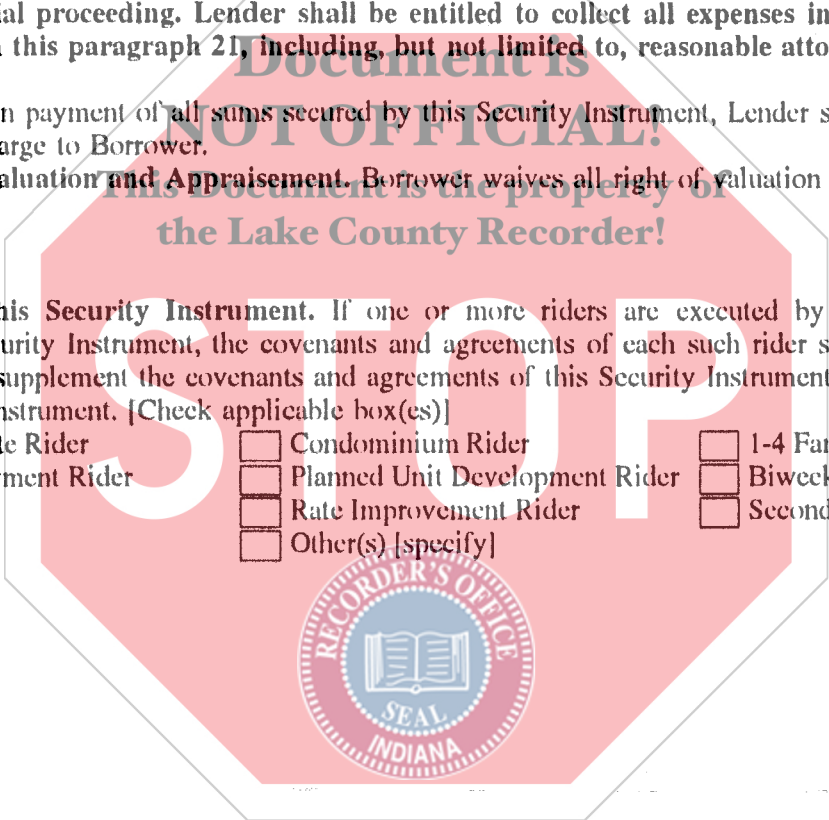 ial proceeding. Lender shall be entitled to collect all expenses in
this paragraph 21, including, but not limited to, reasonable atto
Document is
n payment of all sums secured by this Security Instrument, Lender s
NOT OFFICIAL!
arge to Borrower.
aluation and Appraisement. Borrower waives all right of valuation
This Document is the property of
the Lake County Recorder!
his Security Instrument. If one or more riders are executed by
urity Instrument, the covenants and agreements of each such rider s
supplement the covenants and agreements of this Security Instrument
nstrument. [Check applicable box(es)]
te Rider Condominium Rider 1-4 Fa
yment Rider Planned Unit Development Rider Biweek
Rate Improvement Rider Second
Other(s) [specify]
STOP
RECORDER'S OFFICE
SEAL
INDIANA